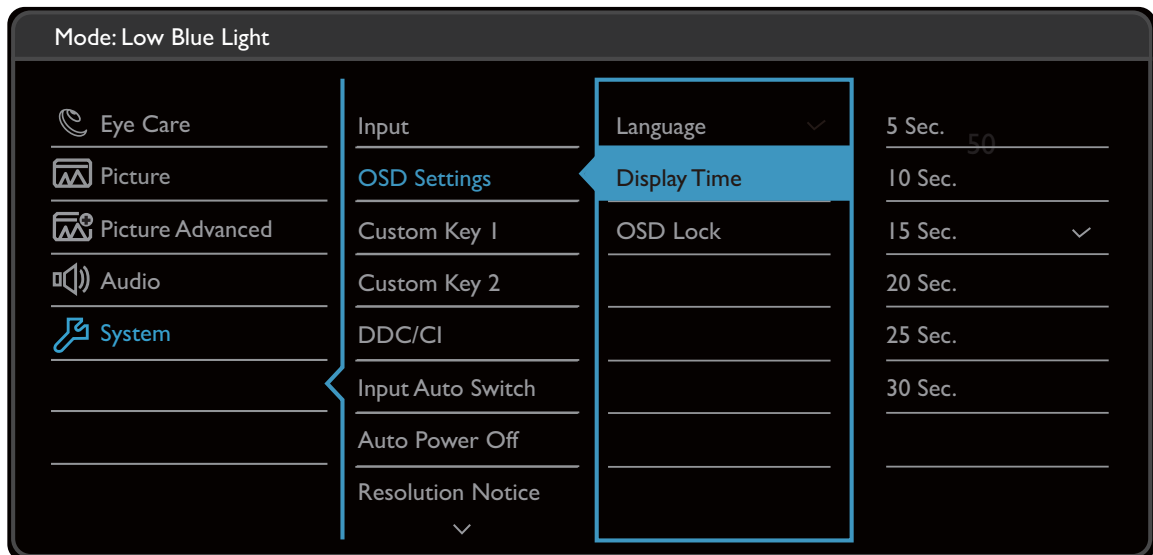 Mode: Low Blue Light
Eye Care
Picture
Picture Advanced
Audio
System
Input
OSD Settings
Custom Key 1
Custom Key 2
DDC/CI
Input Auto Switch
Auto Power Off
Resolution Notice
Language
Display Time
OSD Lock
5 Sec.
50
10 Sec.
15 Sec.
20 Sec.
25 Sec.
30 Sec.